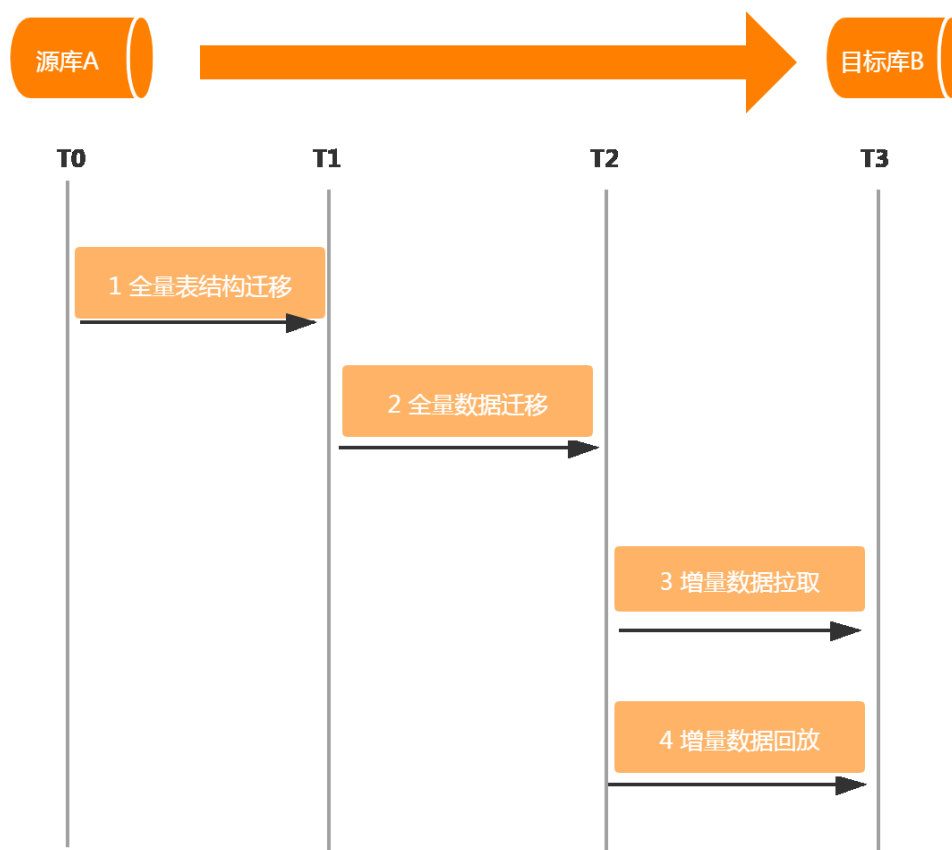 源库A
目标库B
T0
T1
T2
T3
1 全量表结构迁移
2 全量数据迁移
3 增量数据拉取
4 增量数据回放